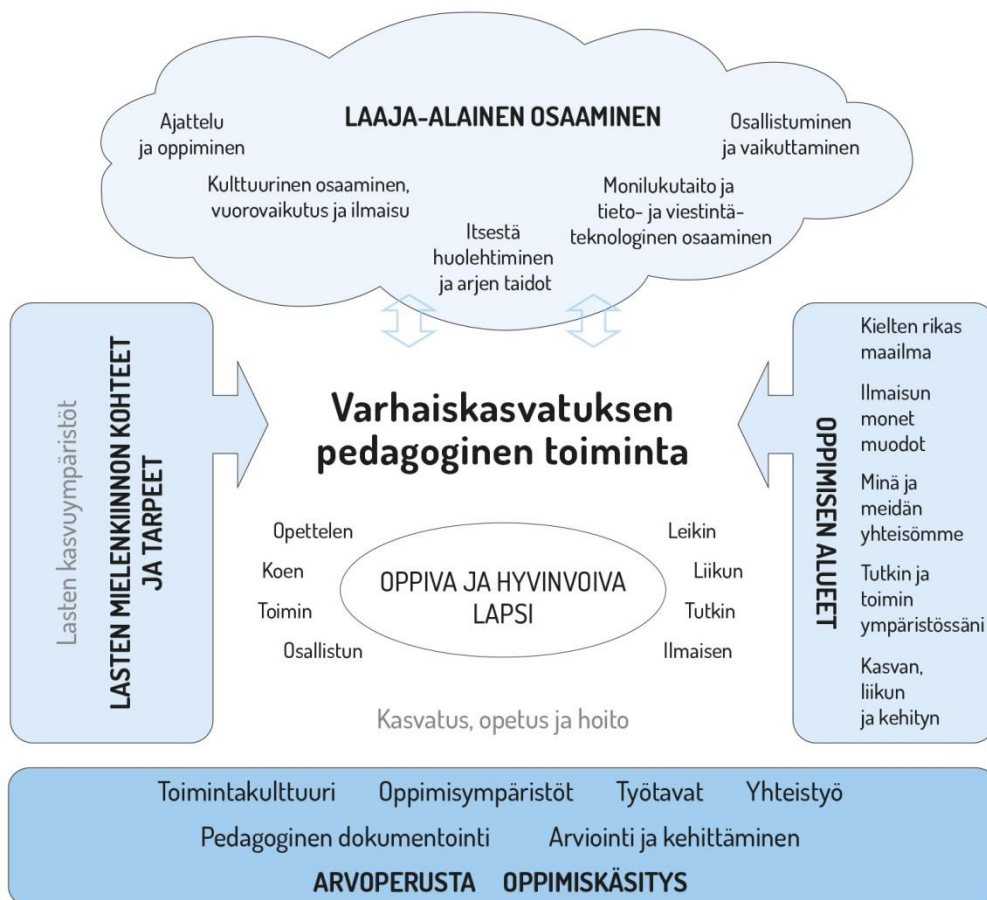 LAAJA-ALAINEN OSAAMINEN
Ajattelu
ja oppiminen
Kulttuurinen osaaminen,
vuorovaikutus ja ilmaisu
Itsestä
huolehtiminen
ja arjen taidot
Monilukutaito ja
tieto- ja viestintä-
teknologinen osaaminen
Osallistuminen
ja vaikuttaminen
Lasten kasvuympäristöt
LASTEN MIELENKIINNON KOHTEET
JA TARPEET
Varhaiskasvatuksen
pedagoginen toiminta
Opettelen
Koen
Toimin
Osallistun
OPPIVA JA HYVINVOIVA
LAPSI
Leikin
Liikun
Tutkin
Ilmaisen
Kasvatus, opetus ja hoito
OPPIMISEN ALUEET
Kielten rikas
maailma
Ilmaisun
monet
muodot
Minä ja
meidän
yhteisömme
Tutkin ja
toimin
ympäristössäni
Kasvan,
liikun
ja kehityn
Toimintakulttuuri Oppimisympäristöt Työtavat Yhteistyö
Pedagoginen dokumentointi Arviointi ja kehittäminen
ARVOPERUSTA OPPIMISKÄSITYS